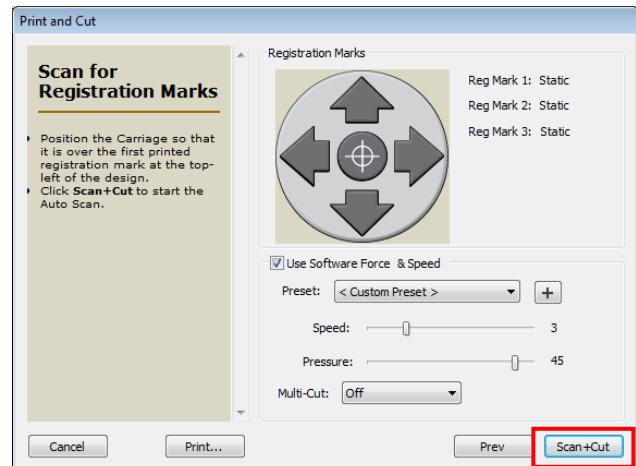 Print and Cut
Scan for
Registration Marks
Position the Carriage so that
it is over the first printed
registration mark at the top-
left of the design.
Click Scan+Cut to start the
Auto Scan.
Registration Marks
Reg Mark 1: Static
Reg Mark 2: Static
Reg Mark 3: Static
Use Software Force & Speed
Preset: < Custom Preset > +
Speed: 3
Pressure: 45
Multi-Cut: Off
Cancel Print... Prev Scan+Cut